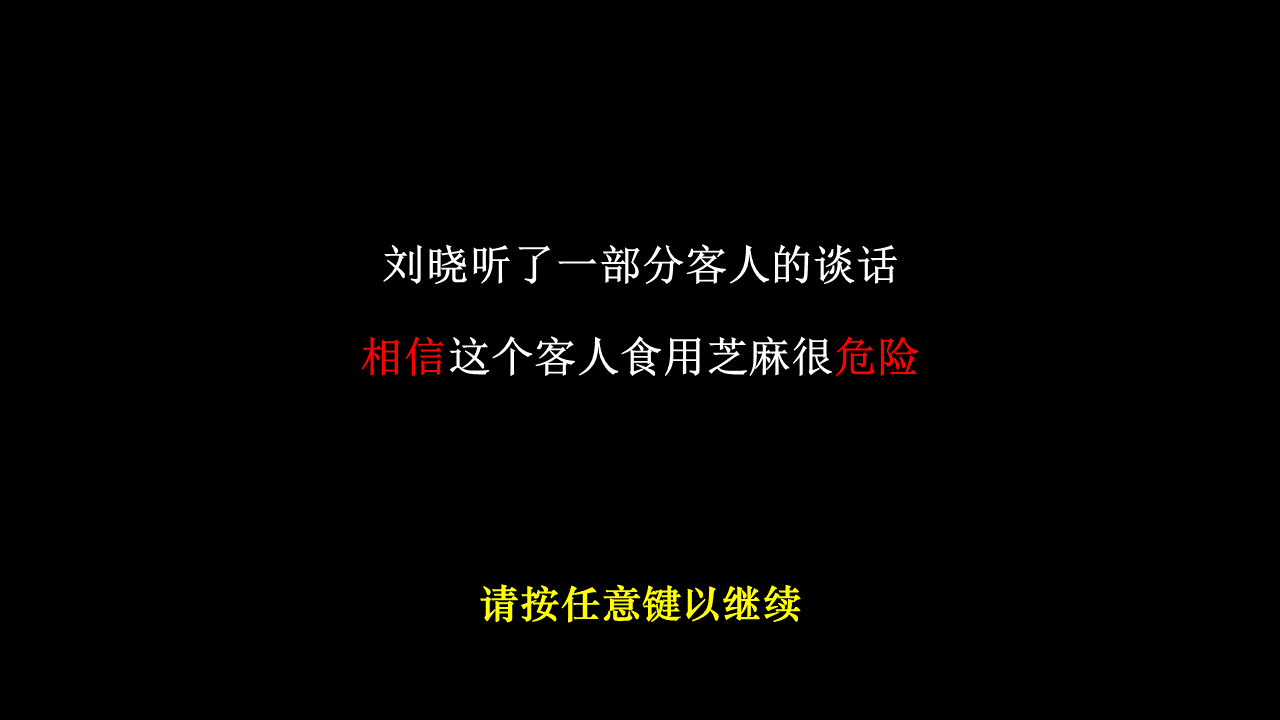 刘晓听了一部分客人的谈话
相信这个客人食用芝麻很危险
请按任意键以继续